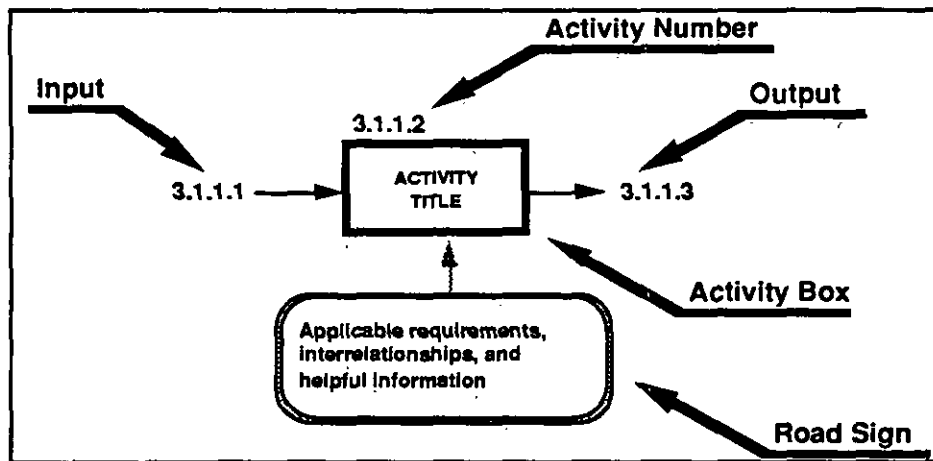 Activity Number
Input
Output
3.1.1.2
3.1.1.1
ACTIVITY
TITLE
3.1.1.3
Activity Box
Applicable requirements,
interrelationships, and
helpful information
Road Sign